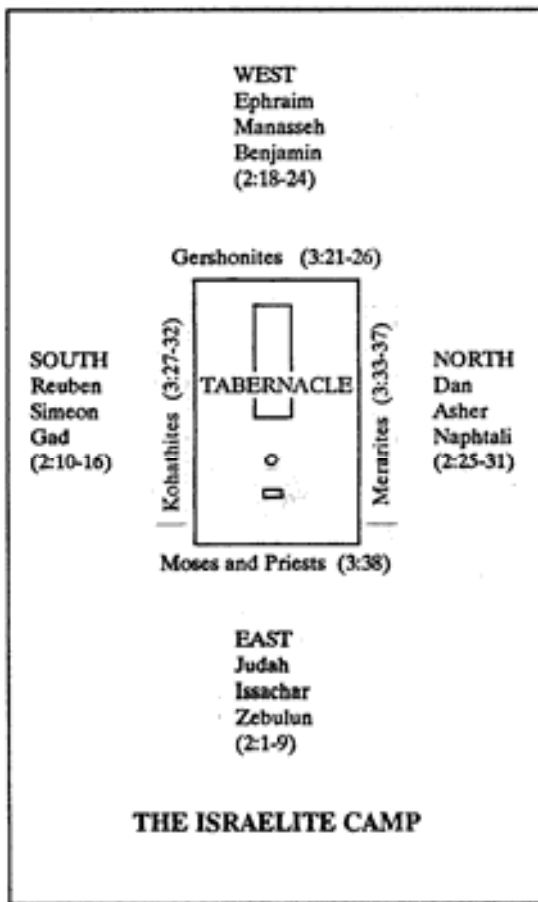 WEST
Ephraim
Manasseh
Benjamin
(2:18-24)
Gershonites (3:21-26)
SOUTH
Reuben
Simeon
Gad
(2:10-16)
Kohathites (3:27-32)
TABERNACLE
Merarites (3:33-37)
NORTH
Dan
Asher
Naphtali
(2:25-31)
Moses and Priests (3:38)
EAST
Judah
Issachar
Zebulun
(2:1-9)
THE ISRAELITE CAMP